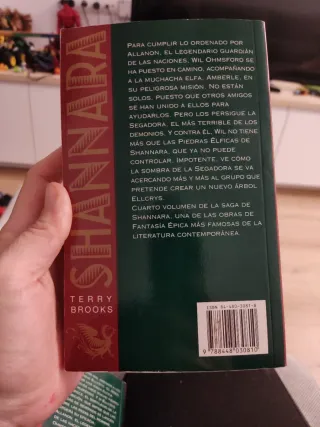 SHANNARA
TERRY
BROOKS
PARA CUMPLIR LO ORDENADO POR
ALLANON, EL LEGENDARIO GUARDIÁN
DE LAS NACIONES, WIL OHMSFORD SE
HA PUESTO EN CAMINO, ACOMPAÑANDO
A LA MUCHACHA ELFA, AMBERLE, EN
SU PELIGROSA MISIÓN. NO ESTÁN
SOLOS, PUESTO QUE OTROS AMIGOS
SE HAN UNIDO A ELLOS PARA
AYUDARLOS. PERO LOS PERSIGUE LA
SEGADORA, EL MÁS TERRIBLE DE LOS
DEMONIOS. Y CONTRA ÉL, WIL NO TIENE
MÁS QUE LAS PIEDRAS ÉLFICAS DE
SHANNARA, QUE YA NO PUEDE
CONTROLAR. IMPOTENTE, VE CÓMO
LA SOMBRA DE LA SEGADORA SE VA
ACERCANDO MÁS Y MÁS AL GRUPO QUE
PRETENDE CREAR UN NUEVO ÁRBOL
ELLCRYS.
CUARTO VOLUMEN DE LA SAGA DE
SHANNARA, UNA DE LAS OBRAS DE
FANTASÍA ÉPICA MÁS FAMOSAS DE LA
LITERATURA CONTEMPORÁNEA.
9 788448 030810